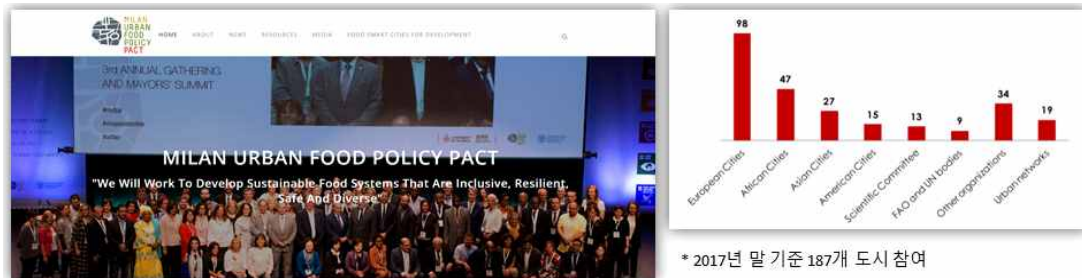 MILAN
URBAN
FOOD
POLICY
PACT
HOME ABOUT NEWS RESOURCES MEDIA FOOD SMART CITIES FOR DEVELOPMENT
3rd ANNUAL GATHERING
AND MAYORS' SUMMIT
MILAN URBAN FOOD POLICY PACT
"We Will Work To Develop Sustainable Food Systems That Are Inclusive, Resilient,
Safe And Diverse"
98
47
27
15
13
9
34
19
European Cities
African Cities
Asian Cities
American Cities
Scientific Committee
FAO and UN bodies
Other organizations
Urban networks
* 2017년 말 기준 187개 도시 참여